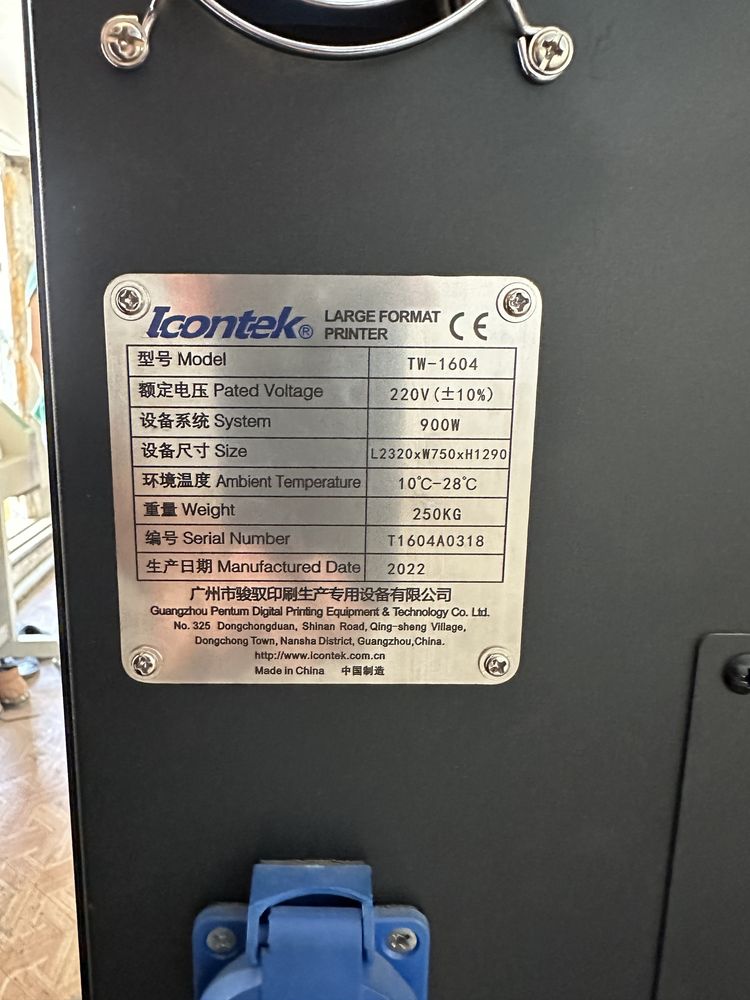 Icontek® LARGE FORMAT PRINTER CE
型号 Model TW-1604
额定电压 Pated Voltage 220V(±10%)
设备系统 System 900W
设备尺寸 Size L2320xW750xH1290
环境温度 Ambient Temperature 10℃-28℃
重量 Weight 250KG
编号 Serial Number T1604A0318
生产日期 Manufactured Date 2022
广州市骏驭印刷生产专用设备有限公司
Guangzhou Pentum Digital Printing Equipment & Technology Co. Ltd.
No. 325 Dongchongduan, Shinan Road, Qing-sheng Village,
Dongchong Town, Nansha District, Guangzhou,China.
http://www.icontek.com.cn
Made in China 中国制造